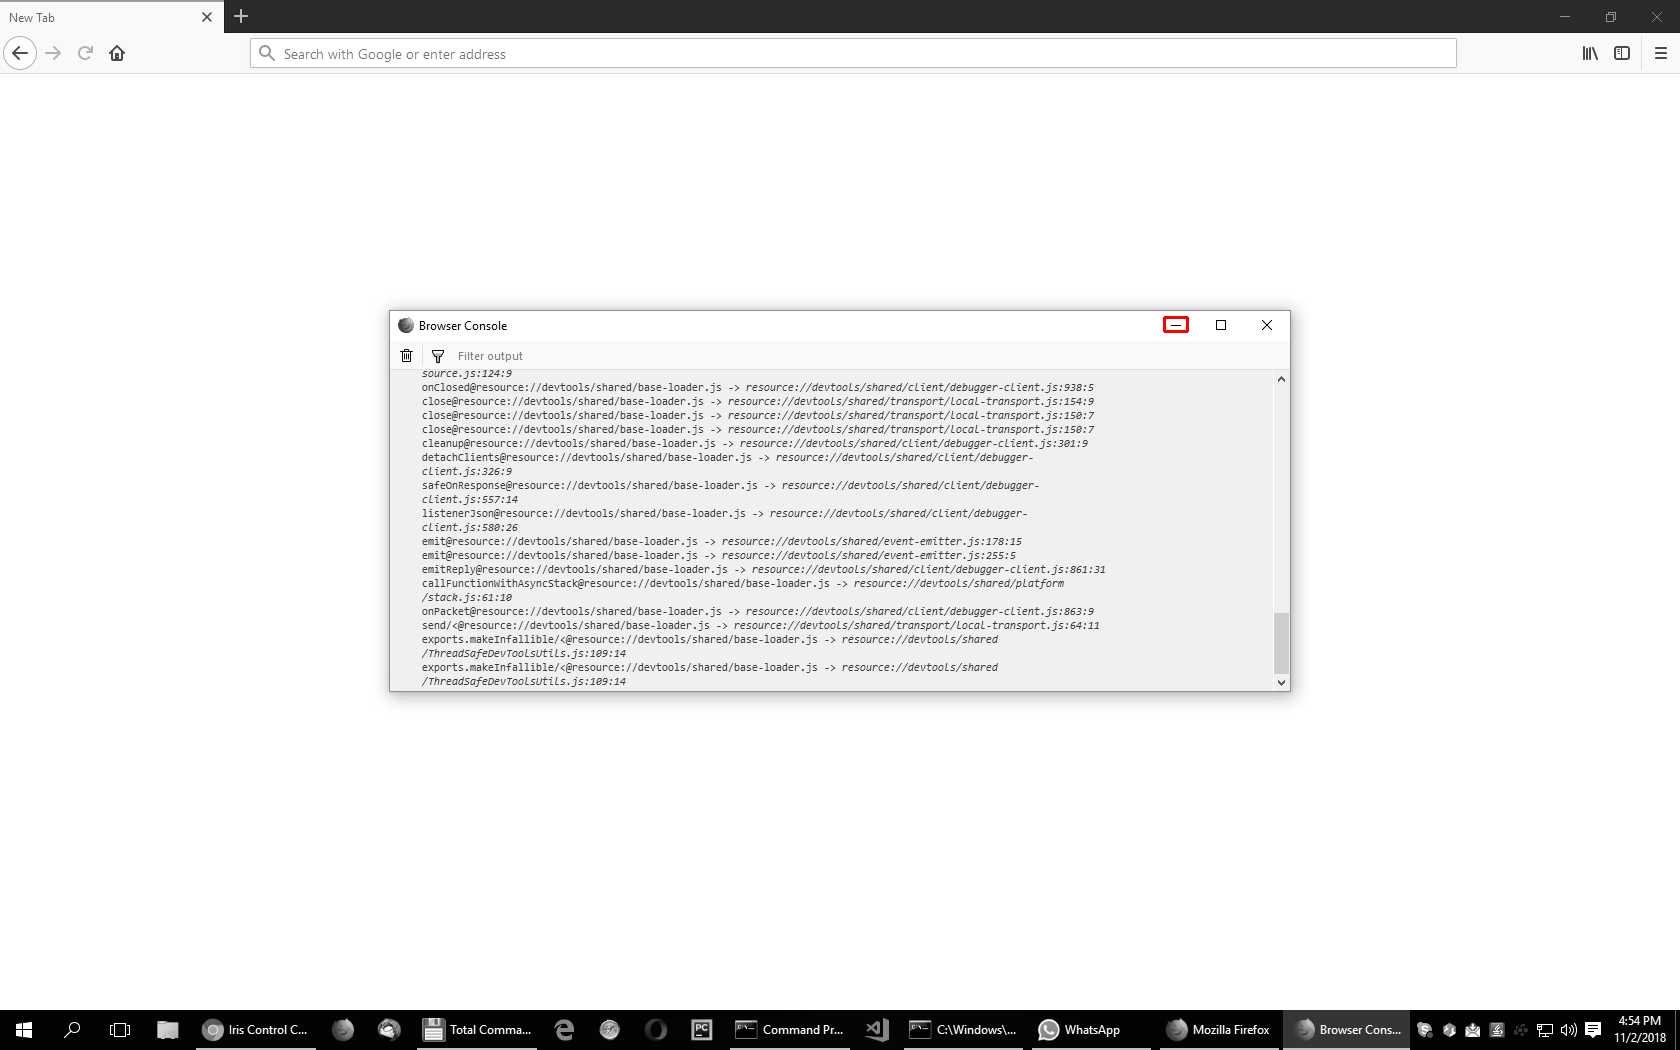 New Tab
Search with Google or enter address
Browser Console
Filter output
source.js:124:9
onClosed@resource://devtools/shared/base-loader.js -> resource://devtools/shared/client/debugger-client.js:938:5
close@resource://devtools/shared/base-loader.js -> resource://devtools/shared/transport/local-transport.js:154:9
close@resource://devtools/shared/base-loader.js -> resource://devtools/shared/transport/local-transport.js:150:7
close@resource://devtools/shared/base-loader.js -> resource://devtools/shared/transport/local-transport.js:150:7
cleanup@resource://devtools/shared/base-loader.js -> resource://devtools/shared/client/debugger-client.js:301:9
detachClients@resource://devtools/shared/base-loader.js -> resource://devtools/shared/client/debugger-
client.js:326:9
safeOnResponse@resource://devtools/shared/base-loader.js -> resource://devtools/shared/client/debugger-
client.js:557:14
listenerJson@resource://devtools/shared/base-loader.js -> resource://devtools/shared/client/debugger-
client.js:580:26
emit@resource://devtools/shared/base-loader.js -> resource://devtools/shared/event-emitter.js:178:15
emit@resource://devtools/shared/base-loader.js -> resource://devtools/shared/event-emitter.js:255:5
emitReply@resource://devtools/shared/base-loader.js -> resource://devtools/shared/client/debugger-client.js:861:31
callFunctionWithAsyncStack@resource://devtools/shared/base-loader.js -> resource://devtools/shared/platform
/stack.js:61:10
onPacket@resource://devtools/shared/base-loader.js -> resource://devtools/shared/client/debugger-client.js:863:9
send/<@resource://devtools/shared/base-loader.js -> resource://devtools/shared/transport/local-transport.js:64:11
exports.makeInfallible/<@resource://devtools/shared/base-loader.js -> resource://devtools/shared
/ThreadSafeDevToolsUtils.js:109:14
exports.makeInfallible/<@resource://devtools/shared/base-loader.js -> resource://devtools/shared
/ThreadSafeDevToolsUtils.js:109:14
Iris Control C...
Total Comma...
PC
Command Pr...
C:\Windows\...
WhatsApp
Mozilla Firefox
Browser Cons...
4:54 PM
11/2/2018